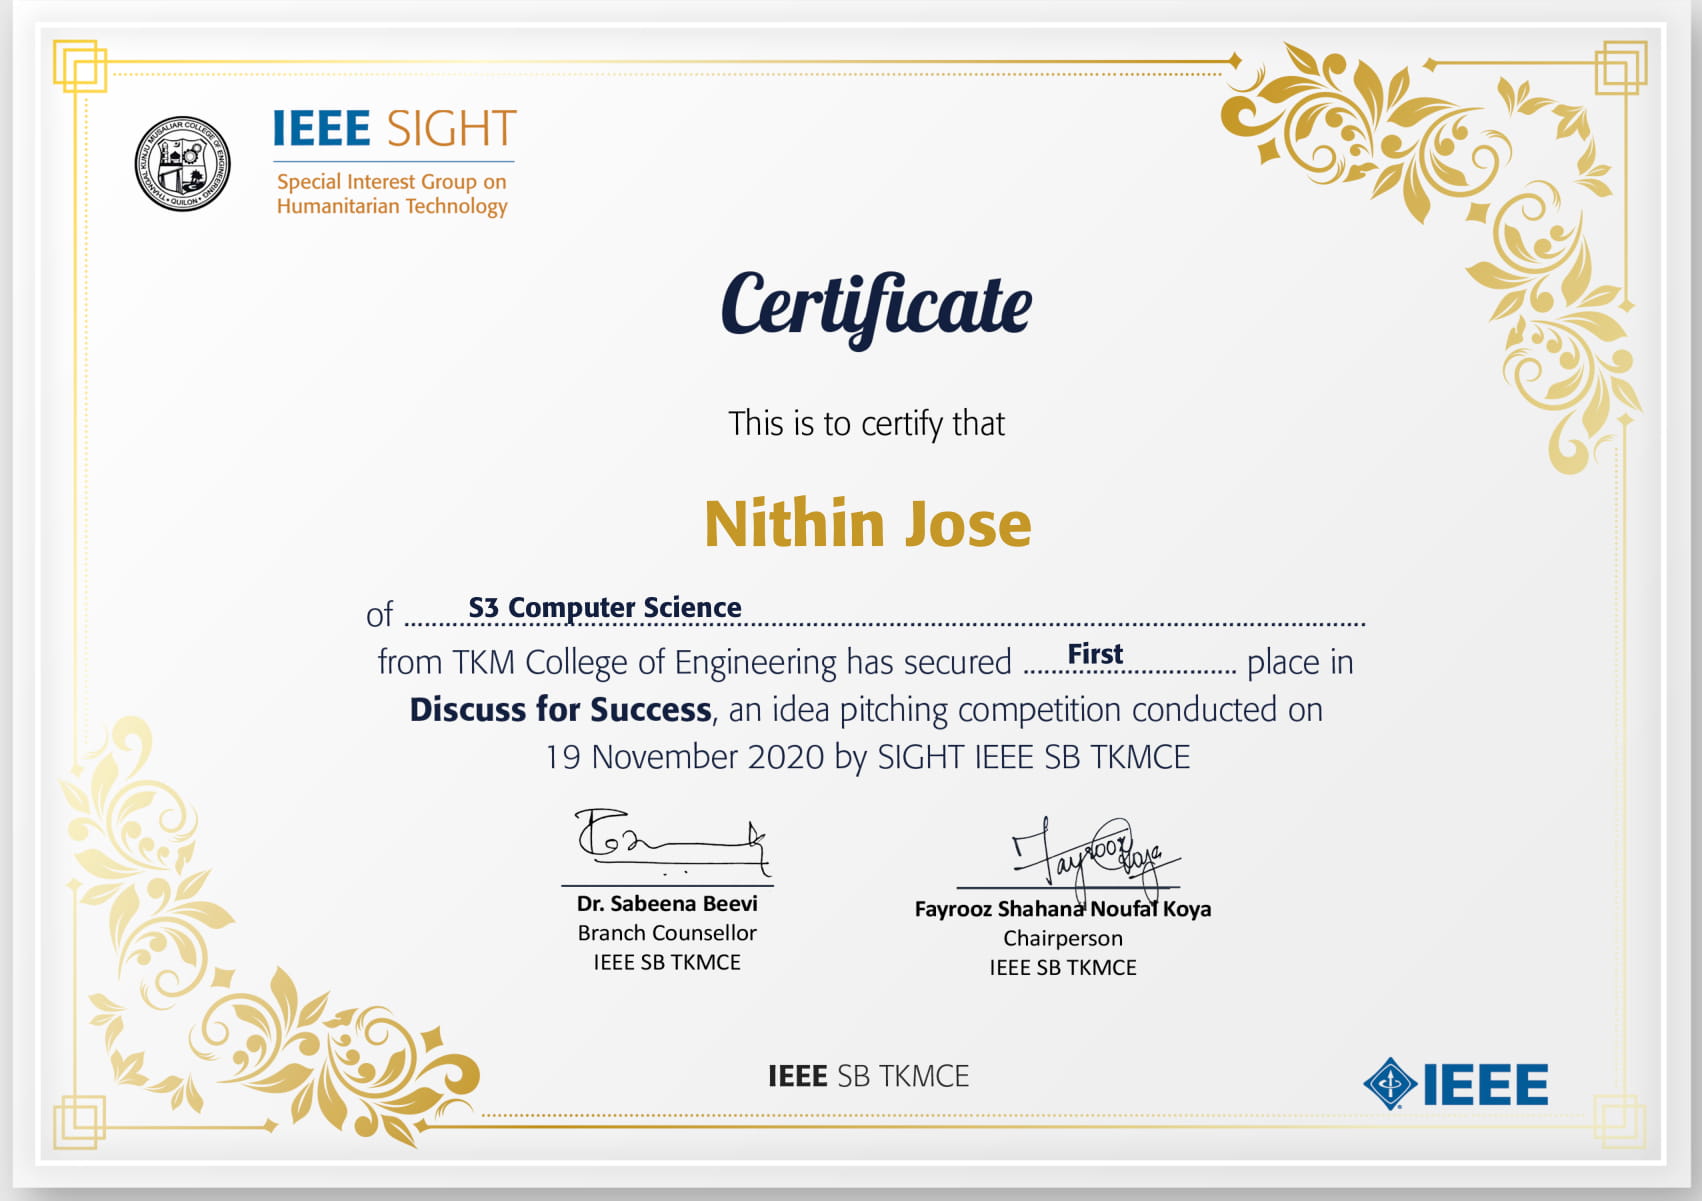 THANGAL KUNJU MUSALIAR COLLEGE OF ENGINEERING
• QUILON •
IEEE SIGHT
Special Interest Group on
Humanitarian Technology
Certificate
This is to certify that
Nithin Jose
of ........S3 Computer Science........
from TKM College of Engineering has secured ......First...... place in
Discuss for Success, an idea pitching competition conducted on
19 November 2020 by SIGHT IEEE SB TKMCE
Fayrooz Koya
Dr. Sabeena Beevi
Branch Counsellor
IEEE SB TKMCE
Fayrooz Shahana Noufal Koya
Chairperson
IEEE SB TKMCE
IEEE SB TKMCE
IEEE